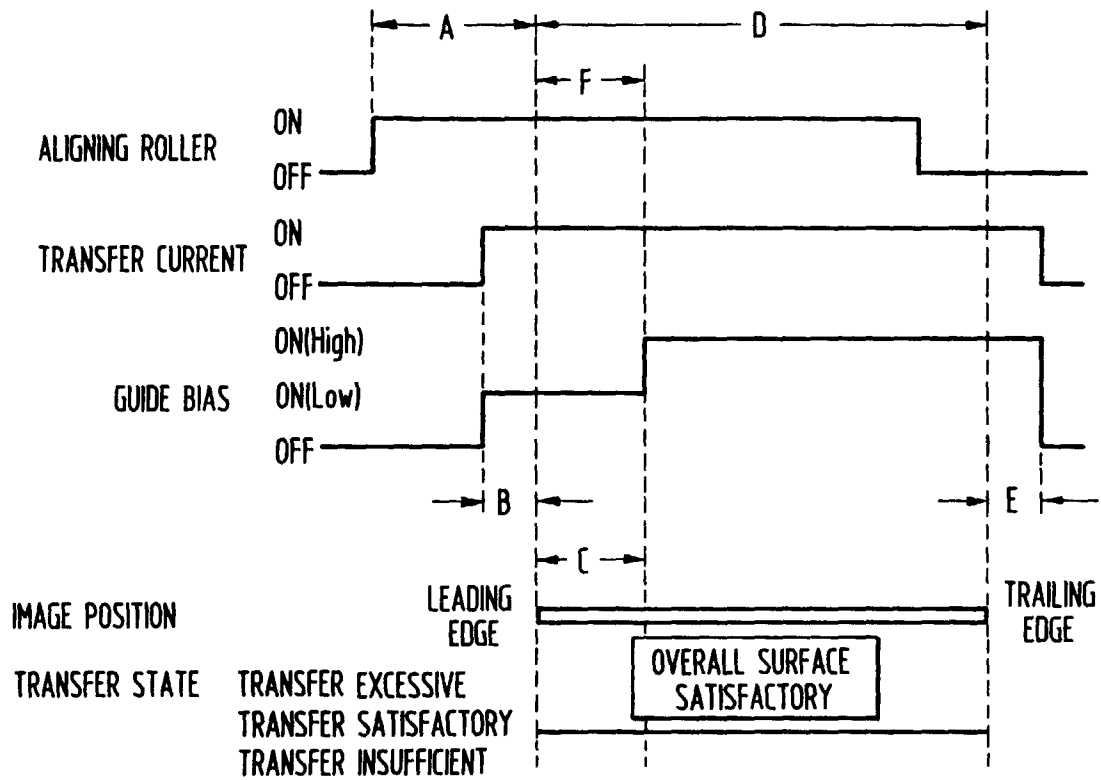 A
D
F
ALIGNING ROLLER
ON
OFF
TRANSFER CURRENT
ON
OFF
GUIDE BIAS
ON(High)
ON(Low)
OFF
B
E
C
IMAGE POSITION
LEADING
EDGE
TRAILING
EDGE
TRANSFER STATE
TRANSFER EXCESSIVE
TRANSFER SATISFACTORY
TRANSFER INSUFFICIENT
OVERALL SURFACE
SATISFACTORY